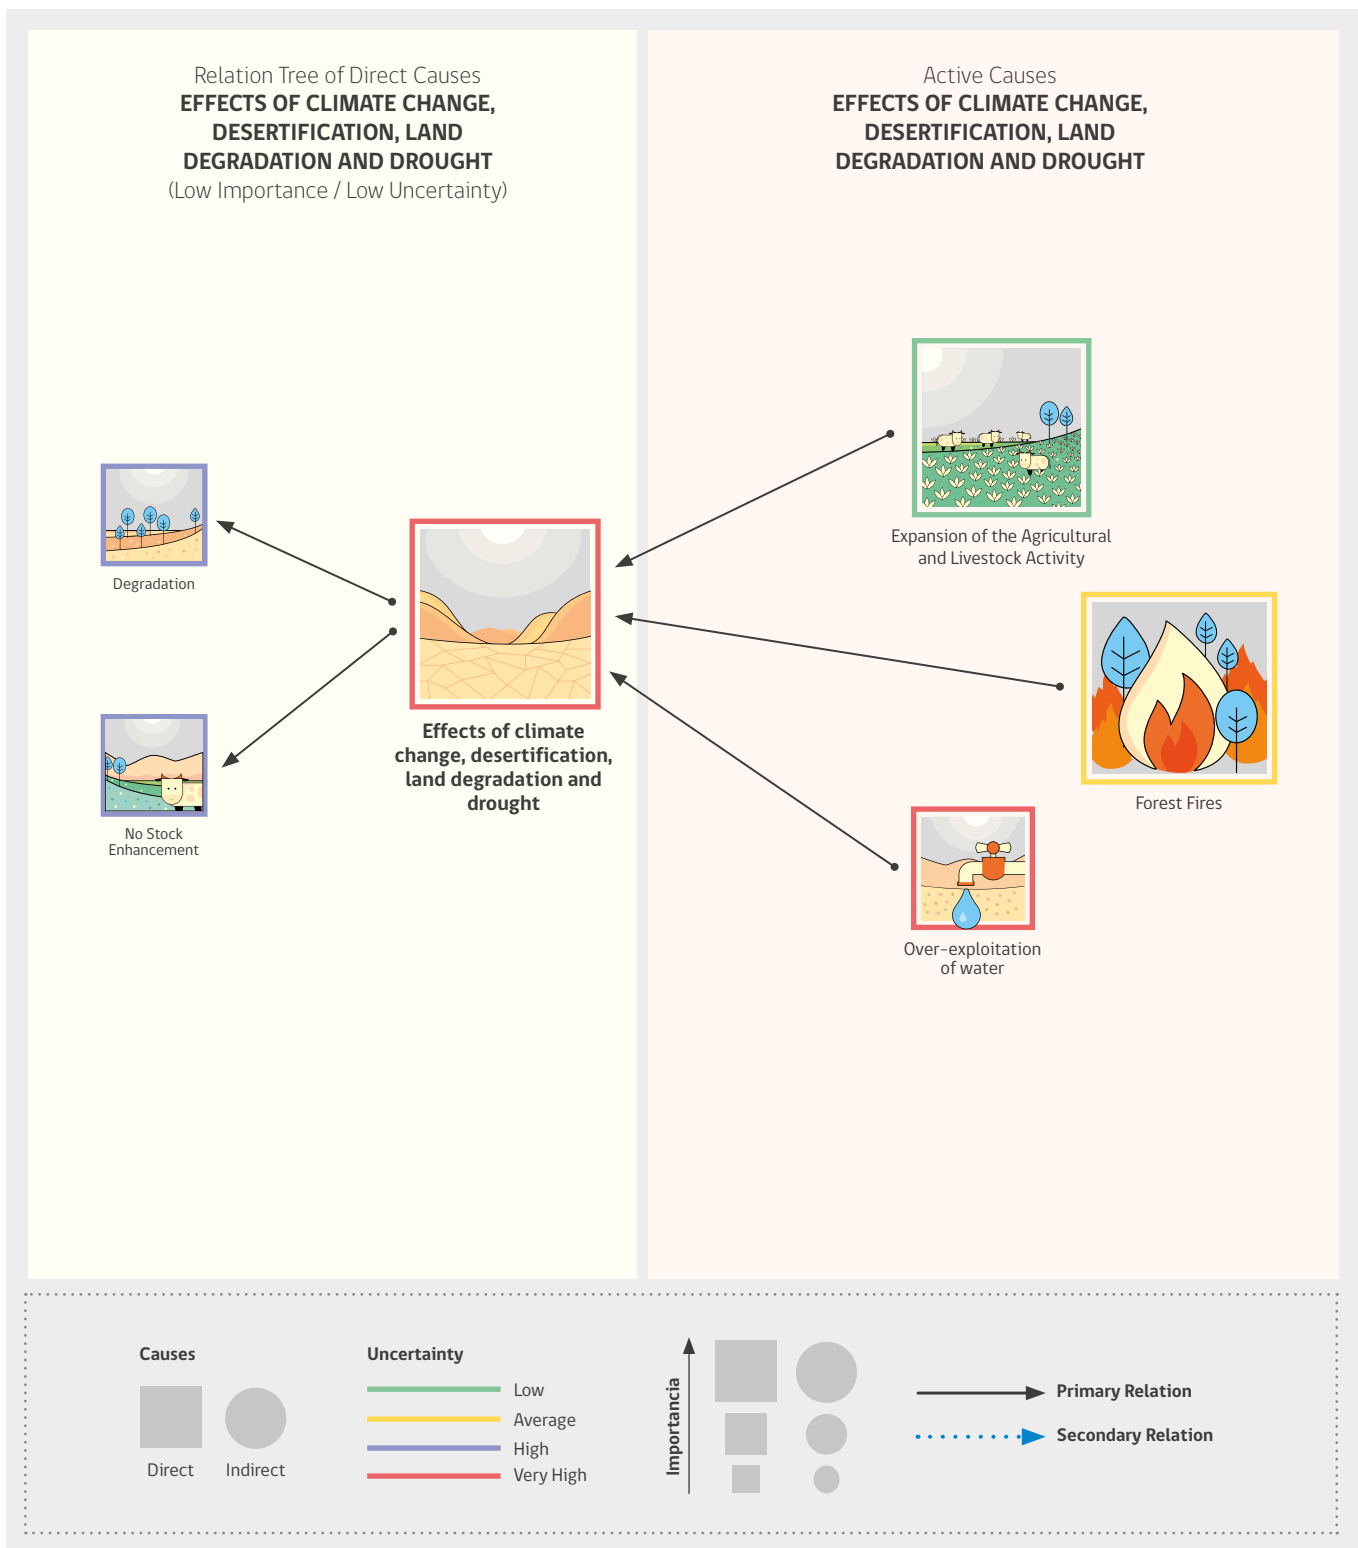 Relation Tree of Direct Causes
EFFECTS OF CLIMATE CHANGE,
DESERTIFICATION, LAND
DEGRADATION AND DROUGHT
(Low Importance / Low Uncertainty)
Active Causes
EFFECTS OF CLIMATE CHANGE,
DESERTIFICATION, LAND
DEGRADATION AND DROUGHT
Degradation
No Stock
Enhancement
Effects of climate
change, desertification,
land degradation and
drought
Expansion of the Agricultural
and Livestock Activity
Forest Fires
Over-exploitation
of water
Causes
Direct
Indirect
Uncertainty
Low
Average
High
Very High
Importancia
Primary Relation
Secondary Relation